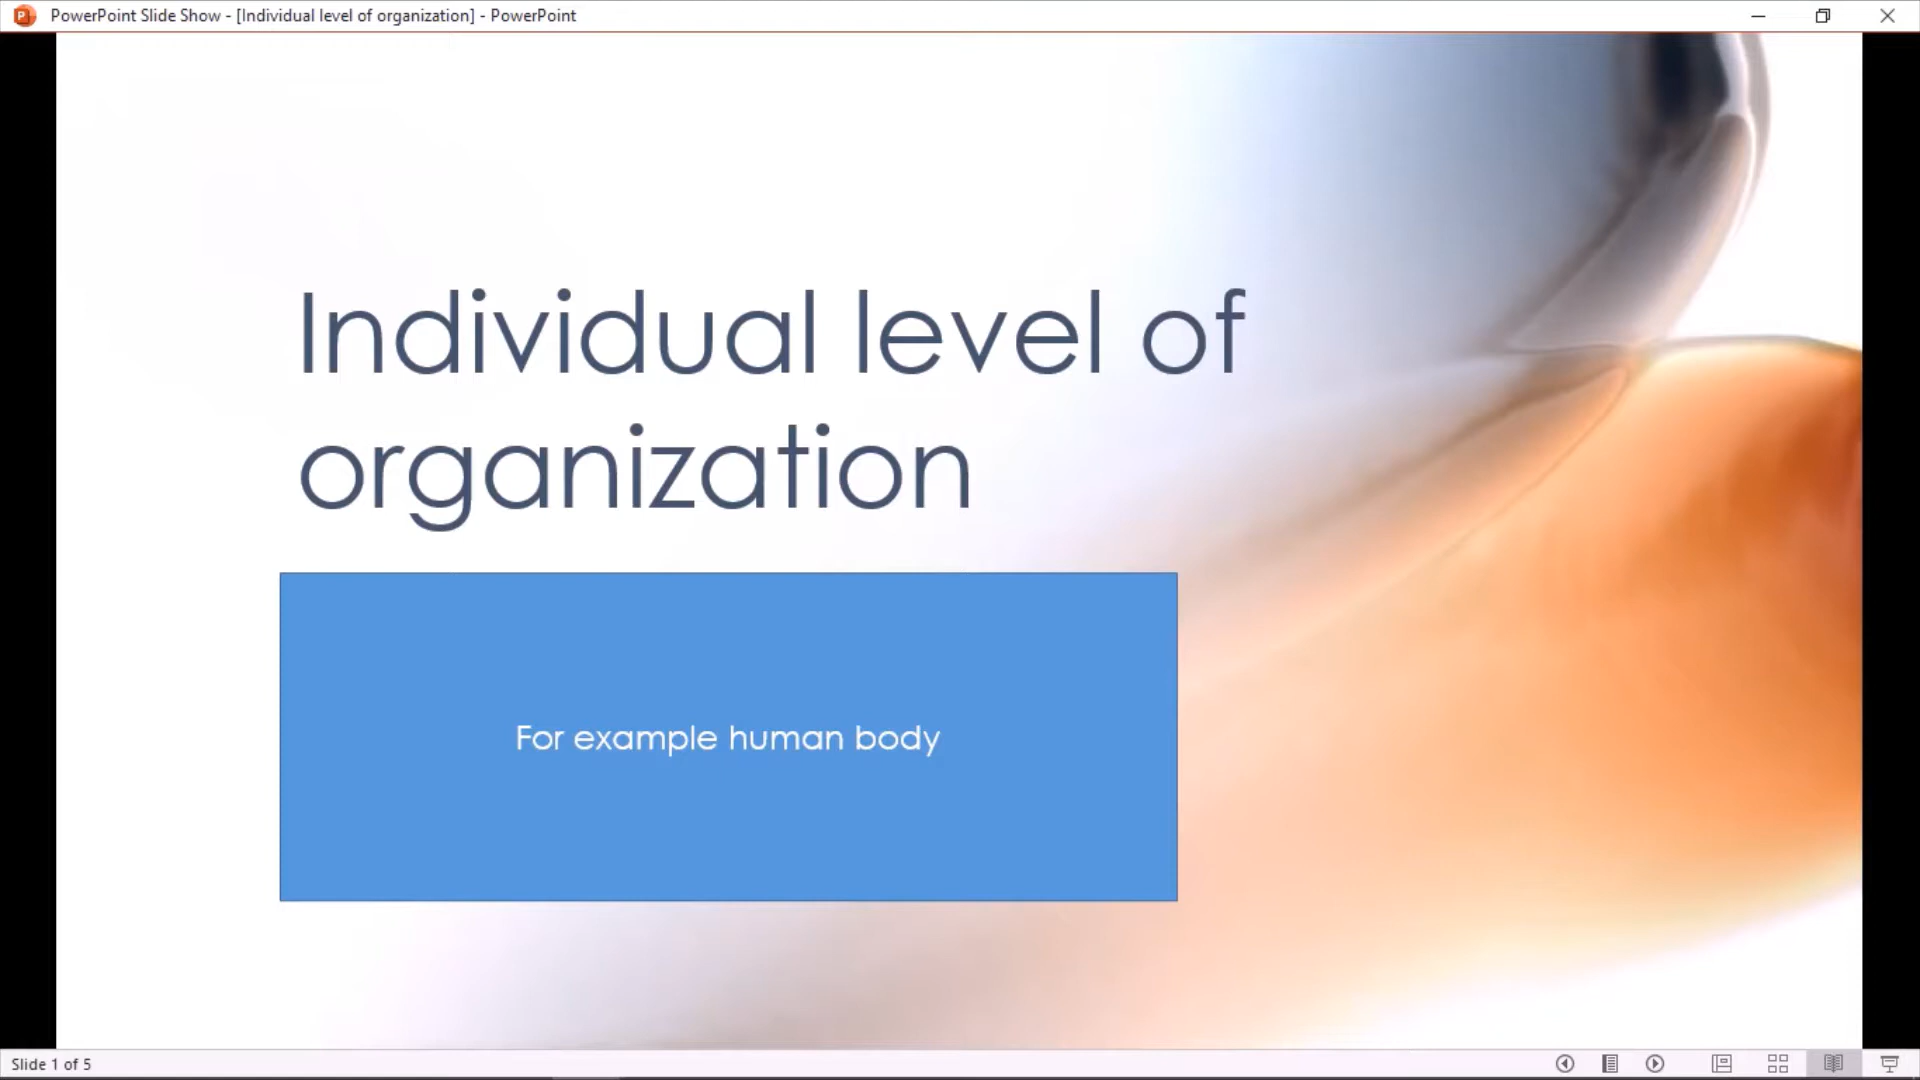 PowerPoint Slide Show - [Individual level of organization] - PowerPoint
Individual level of
organization
For example human body
Slide 1 of 5